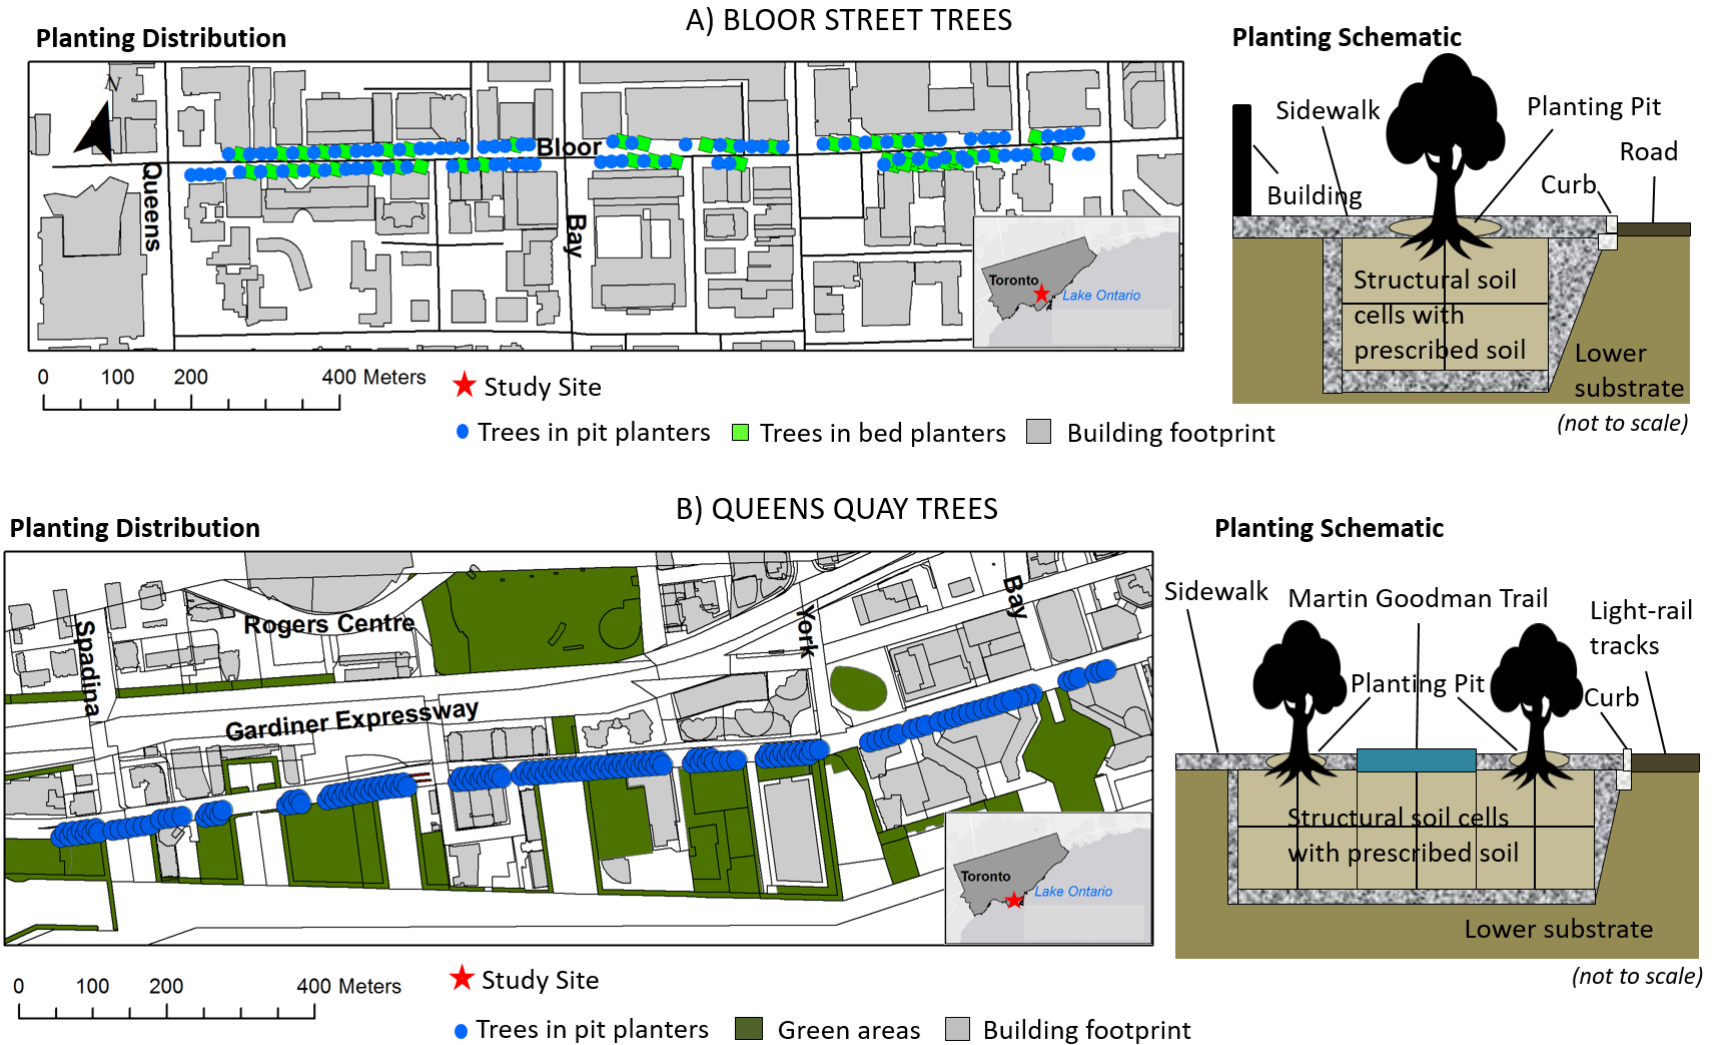 A) BLOOR STREET TREES
Planting Distribution
Planting Schematic
N
Queens
Bloor
Bay
Toronto
Lake Ontario
Sidewalk
Planting Pit
Road
Curb
Building
Structural soil
cells with
prescribed soil
Lower
substrate
(not to scale)
0 100 200 400 Meters
Study Site
Trees in pit planters
Trees in bed planters
Building footprint
B) QUEENS QUAY TREES
Planting Distribution
Planting Schematic
Spadina
Rogers Centre
York
Bay
Gardiner Expressway
Toronto
Lake Ontario
Sidewalk
Martin Goodman Trail
Light-rail
tracks
Planting Pit
Curb
Structural soil cells
with prescribed soil
Lower substrate
(not to scale)
0 100 200 400 Meters
Study Site
Trees in pit planters
Green areas
Building footprint